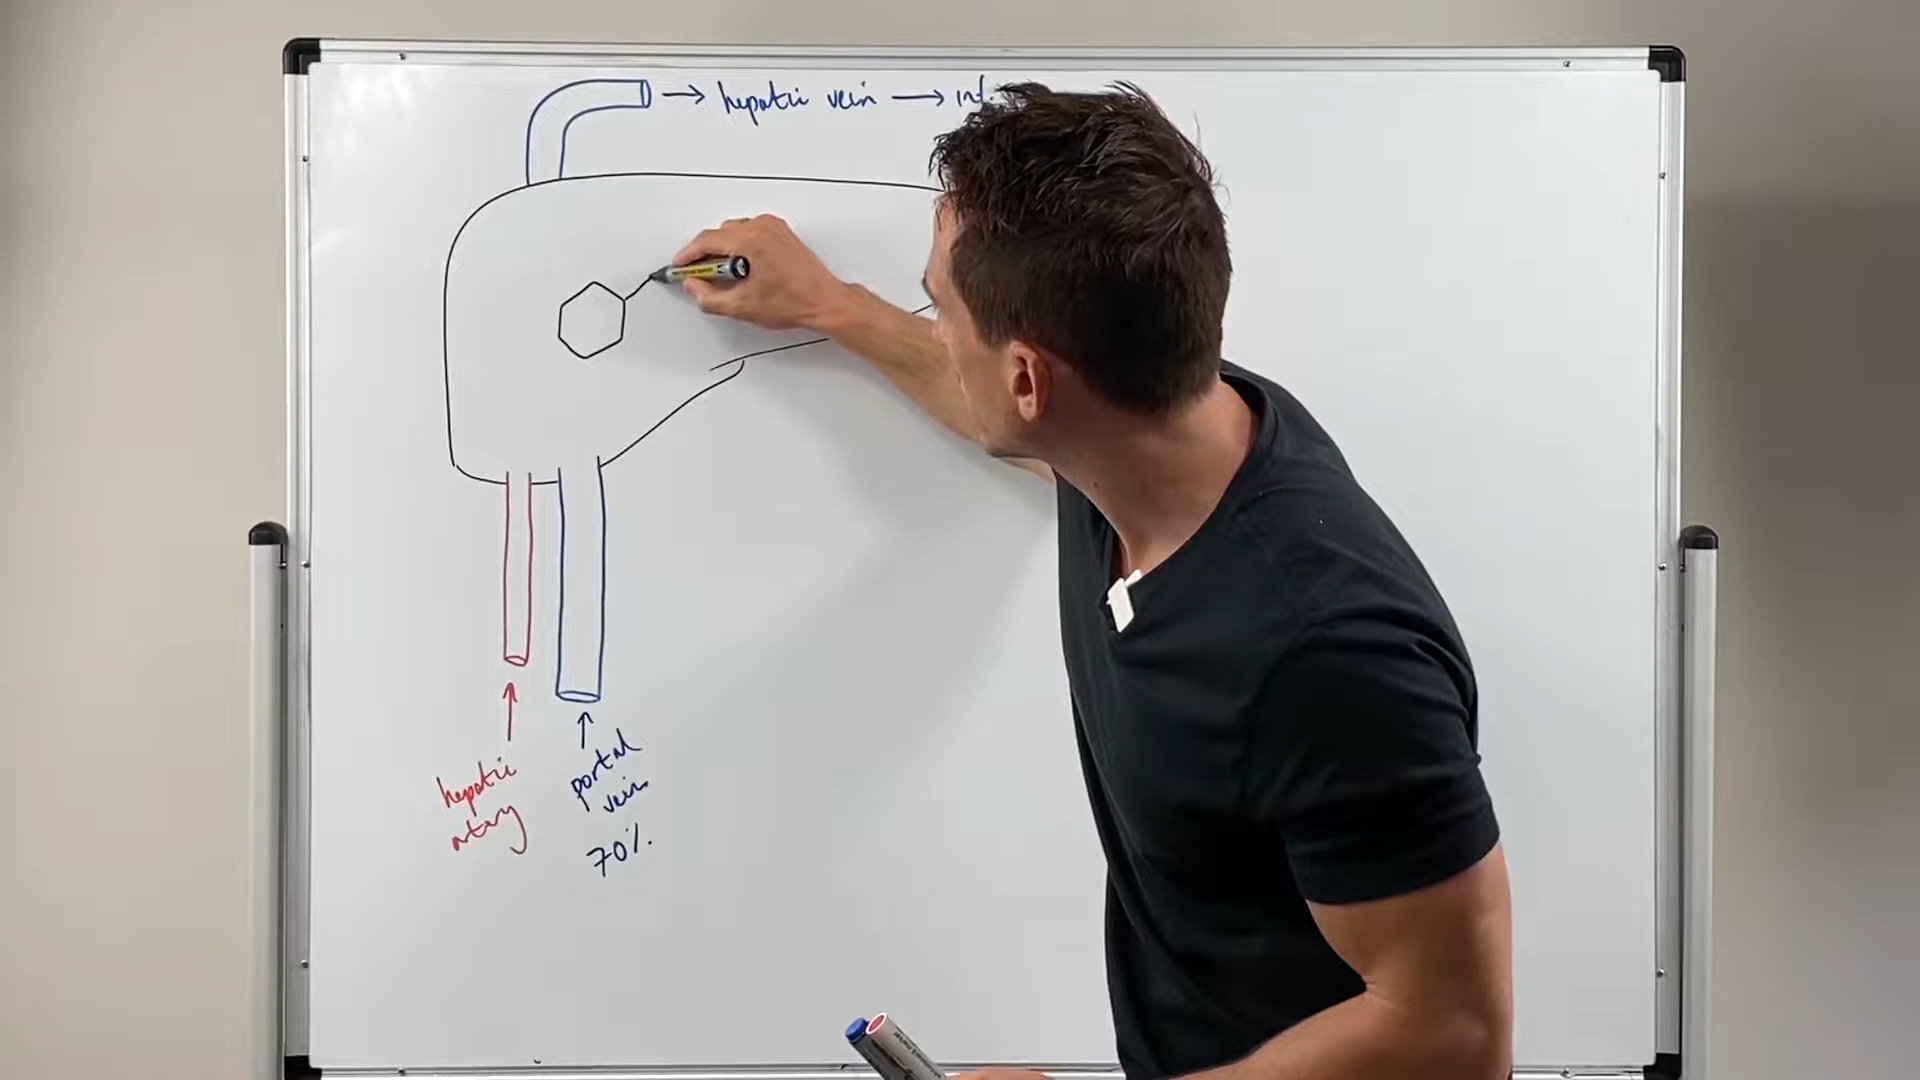 → hepatic vein → inf.
hepatic
artery
portal
vein
70%